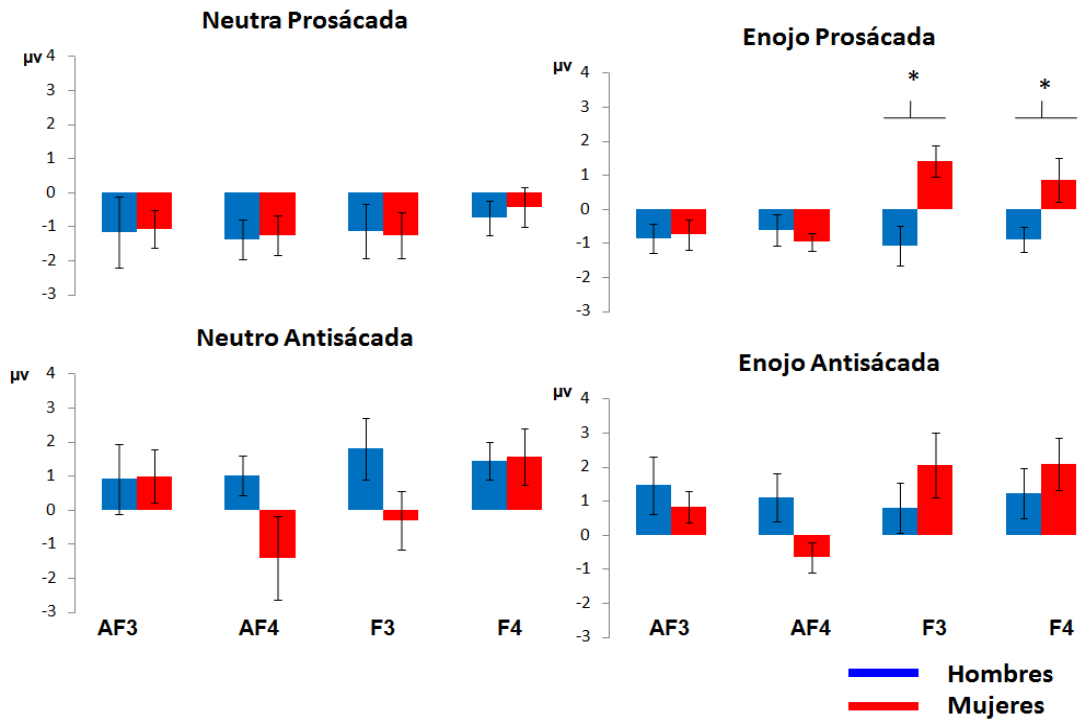 Neutra Prosácada
µv
4
3
2
1
0
-1
-2
-3
Enojo Prosácada
µv
4
3
2
1
0
-1
-2
-3
*
*
Neutro Antisácada
µv
4
3
2
1
0
-1
-2
-3
AF3 AF4 F3 F4
Enojo Antisácada
µv
4
3
2
1
0
-1
-2
-3
AF3 AF4 F3 F4
Hombres
Mujeres